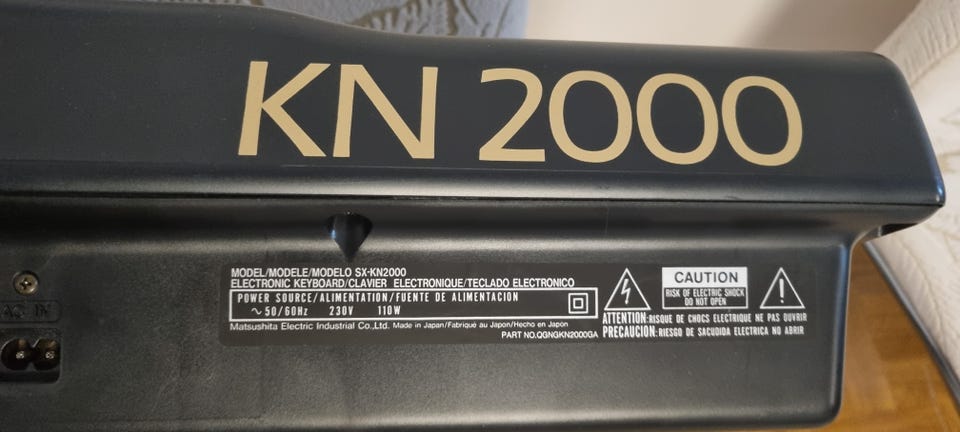 KN 2000
AC IN
MODEL/MODELE/MODELO SX-KN2000
ELECTRONIC KEYBOARD/CLAVIER ELECTRONIQUE/TECLADO ELECTRONICO
POWER SOURCE/ALIMENTATION/FUENTE DE ALIMENTACION
∼50/60Hz 230V 110W
Matsushita Electric Industrial Co.,Ltd. Made in Japan/Fabriqué au Japon/Hecho en Japón
PART NO.QGNGKN2000GA
CAUTION
RISK OF ELECTRIC SHOCK
DO NOT OPEN
ATTENTION:RISQUE DE CHOCS ELECTRIQUE NE PAS OUVRIR
PRECAUCION:RIESGO DE SACUDIDA ELECTRICA NO ABRIR